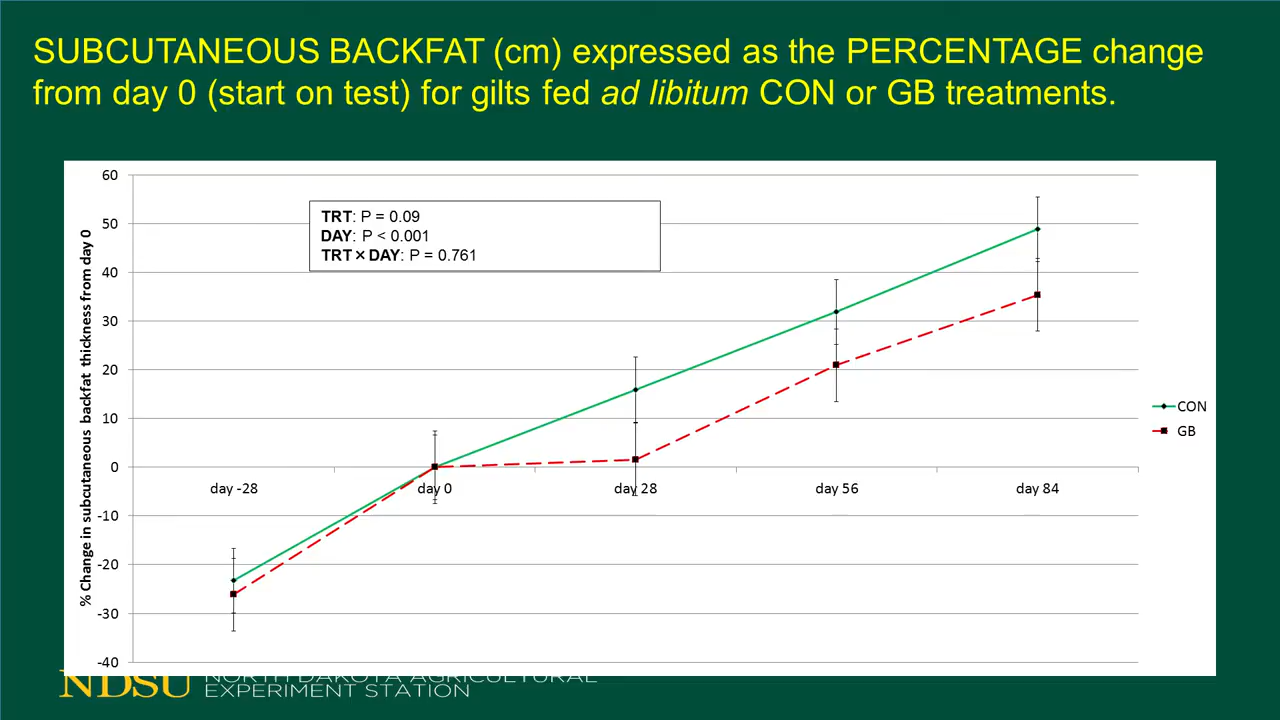 SUBCUTANEOUS BACKFAT (cm) expressed as the PERCENTAGE change
from day 0 (start on test) for gilts fed ad libitum CON or GB treatments.
% Change in subcutaneous backfat thickness from day 0
60
50
40
30
20
10
0
-10
-20
-30
-40
TRT: P = 0.09
DAY: P < 0.001
TRT × DAY: P = 0.761
day -28
day 0
day 28
day 56
day 84
CON
GB
NDSU
NORTH DAKOTA AGRICULTURAL
EXPERIMENT STATION